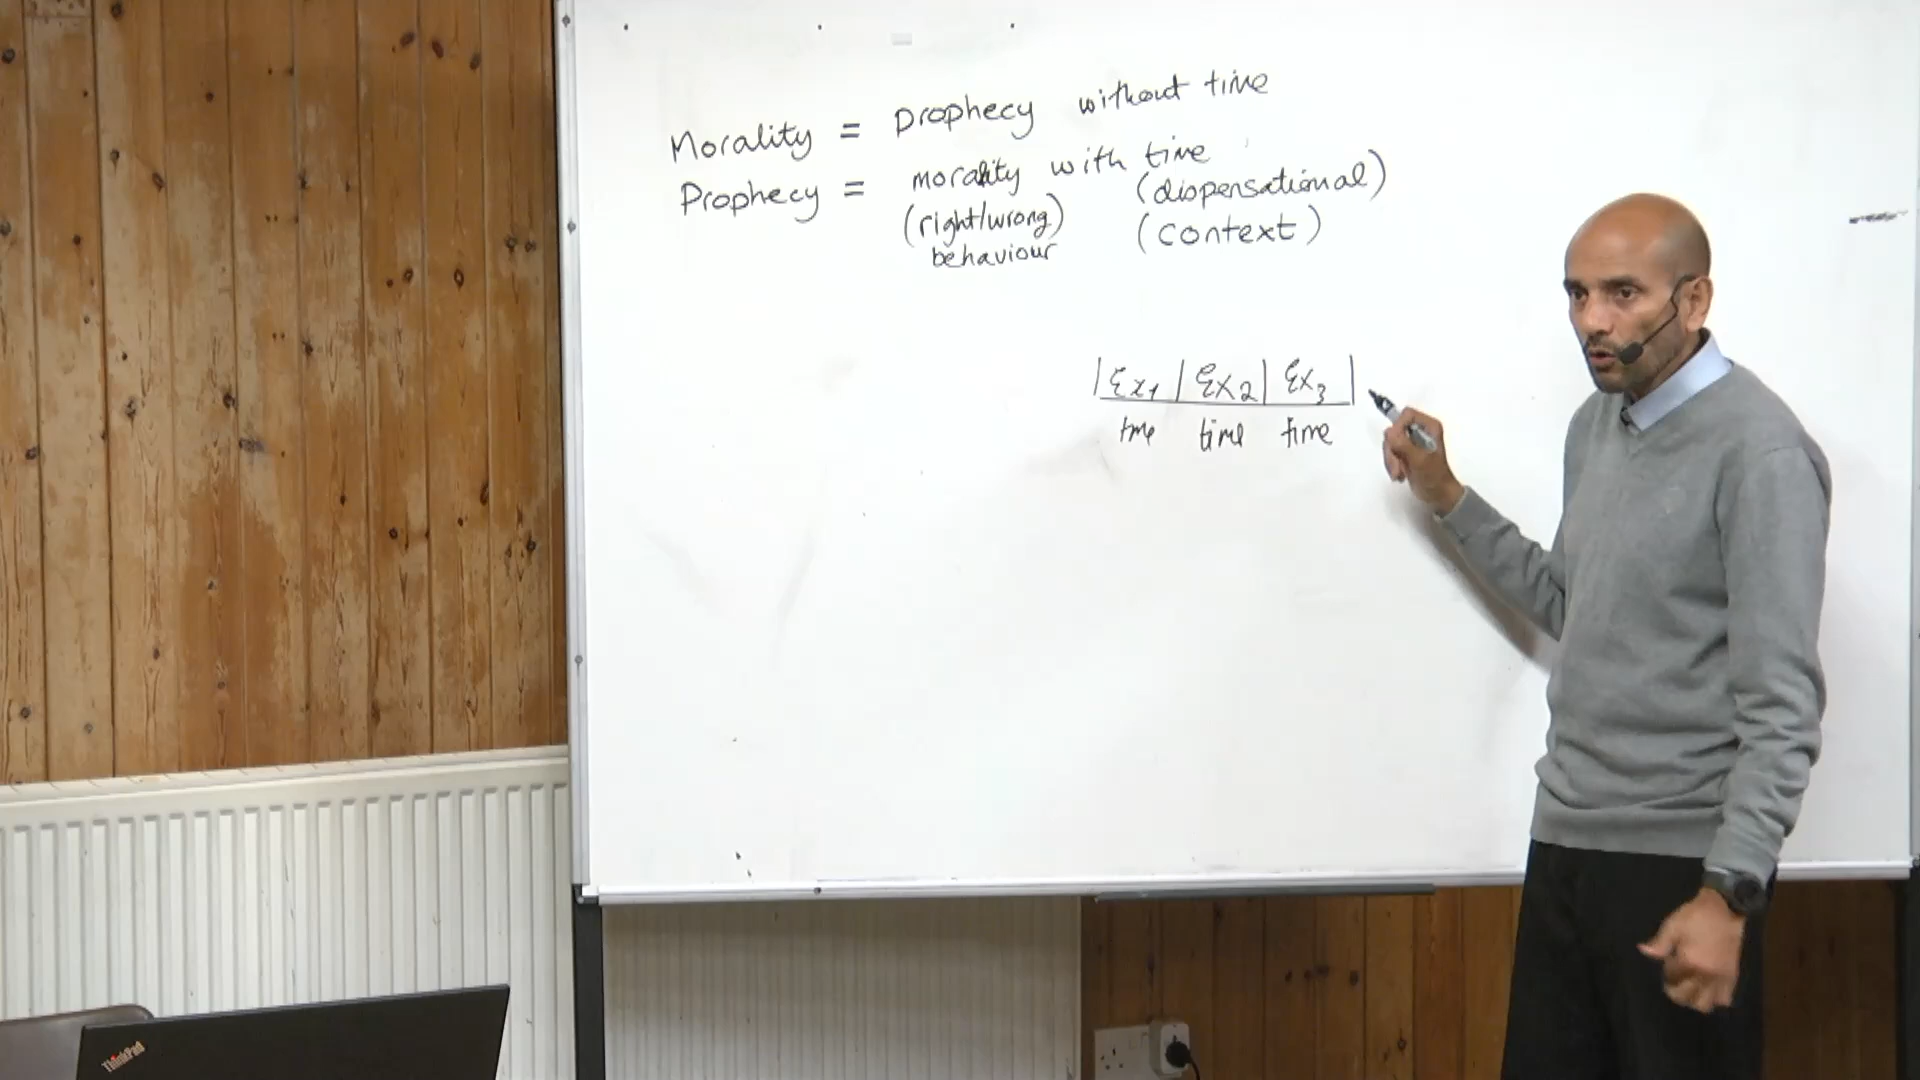 Morality = Prophecy without time
Prophecy = morality with time
(right/wrong) (dispensational)
behaviour (context)
| Ex1 | Ex2 | Ex3 |
time time time
ThinkPad